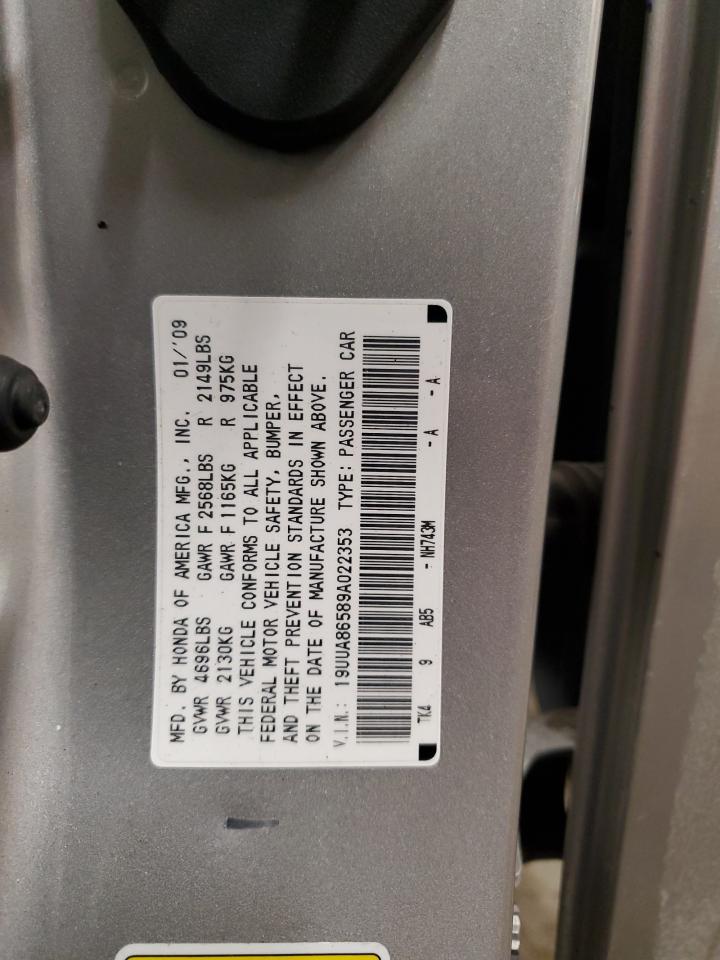 MFD. BY HONDA OF AMERICA MFG., INC. 01/'09
GVWR 4696LBS GAWR F 2568LBS R 2149LBS
GVWR 2130KG GAWR F 1165KG R 975KG
THIS VEHICLE CONFORMS TO ALL APPLICABLE
FEDERAL MOTOR VEHICLE SAFETY, BUMPER,
AND THEFT PREVENTION STANDARDS IN EFFECT
ON THE DATE OF MANUFACTURE SHOWN ABOVE.
V.I.N.: 19UUA86589A022353 TYPE: PASSENGER CAR
TK4 9 AB5 - NH743M - A - A